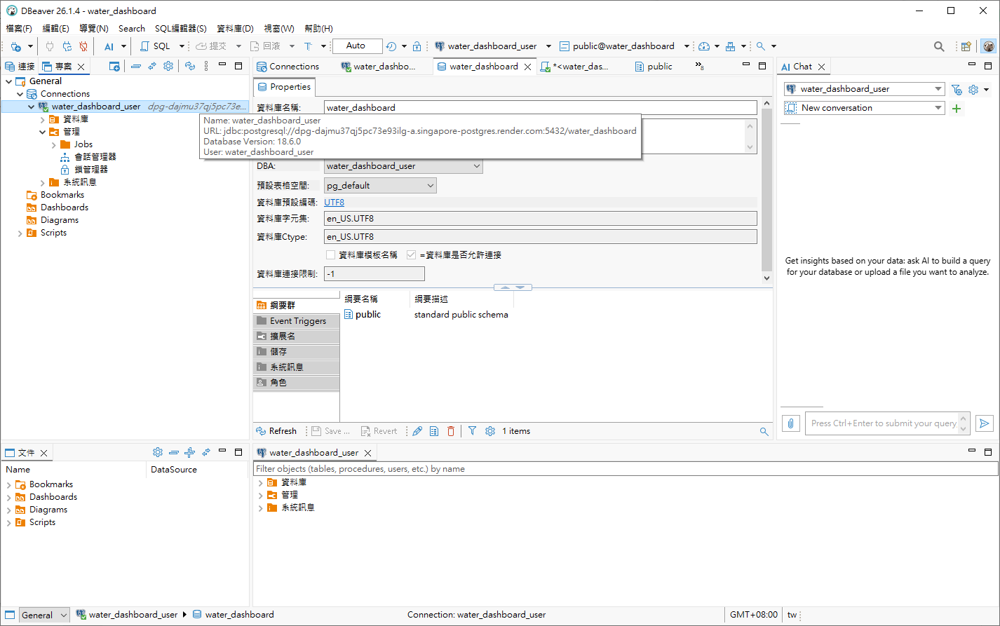 DBeaver 26.1.4 - water_dashboard
檔案(F) 編輯(E) 導覽(N) Search SQL編輯器(S) 資料庫(D) 視窗(W) 幫助(H)
AI SQL 提交 回滾 T Auto water_dashboard_user public@water_dashboard
連接 專案
General
Connections
water_dashboard_user dpg-dajmu37qj5pc73e...
資料庫
管理
Jobs
會話管理器
鎖管理器
系統訊息
Bookmarks
Dashboards
Diagrams
Scripts
Connections water_dashbo... water_dashboard *<water_das... public »8
Properties
資料庫名稱: water_dashboard
Name: water_dashboard_user
URL: jdbc:postgresql://dpg-dajmu37qj5pc73e93ilg-a.singapore-postgres.render.com:5432/water_dashboard
Database Version: 18.6.0
User: water_dashboard_user
DBA: water_dashboard_user
預設表格空間: pg_default
資料庫預設編碼: UTF8
資料庫字元集: en_US.UTF8
資料庫Ctype: en_US.UTF8
資料庫模板名稱 =資料庫是否允許連接
資料庫連接限制: -1
綱要群
Event Triggers
擴展名
儲存
系統訊息
角色
綱要名稱 綱要描述
public standard public schema
Refresh Save ... Revert 1 items
AI Chat
water_dashboard_user
New conversation
Get insights based on your data: ask AI to build a query
for your database or upload a file you want to analyze.
Press Ctrl+Enter to submit your query
文件
Name DataSource
Bookmarks
Dashboards
Diagrams
Scripts
water_dashboard_user
Filter objects (tables, procedures, users, etc.) by name
資料庫
管理
系統訊息
General water_dashboard_user water_dashboard Connection: water_dashboard_user GMT+08:00 tw